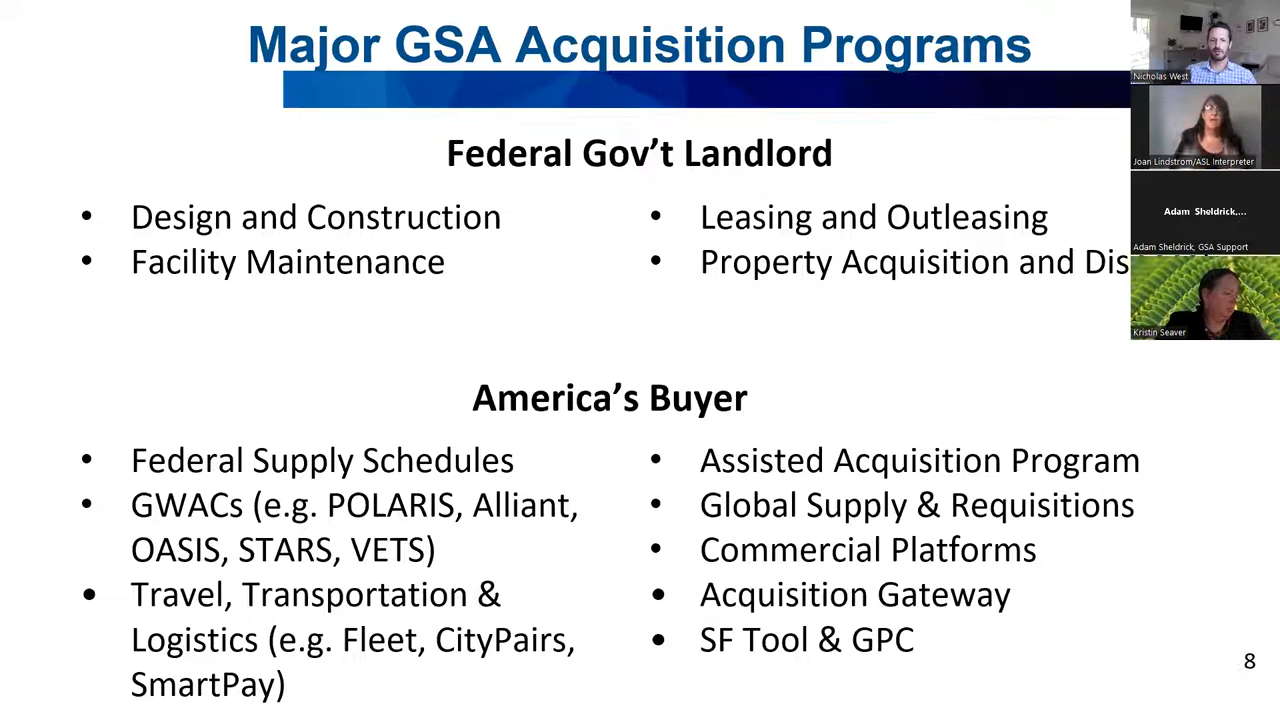 Major GSA Acquisition Programs
Federal Gov’t Landlord
• Design and Construction
• Facility Maintenance
• Leasing and Outleasing
• Property Acquisition and Dis
America’s Buyer
• Federal Supply Schedules
• GWACs (e.g. POLARIS, Alliant,
OASIS, STARS, VETS)
• Travel, Transportation &
Logistics (e.g. Fleet, CityPairs,
SmartPay)
• Assisted Acquisition Program
• Global Supply & Requisitions
• Commercial Platforms
• Acquisition Gateway
• SF Tool & GPC
8
Nicholas West
Joan Lindstrom/ASL Interpreter
Adam Sheldrick,...
Adam Sheldrick, GSA Support
Kristin Seaver